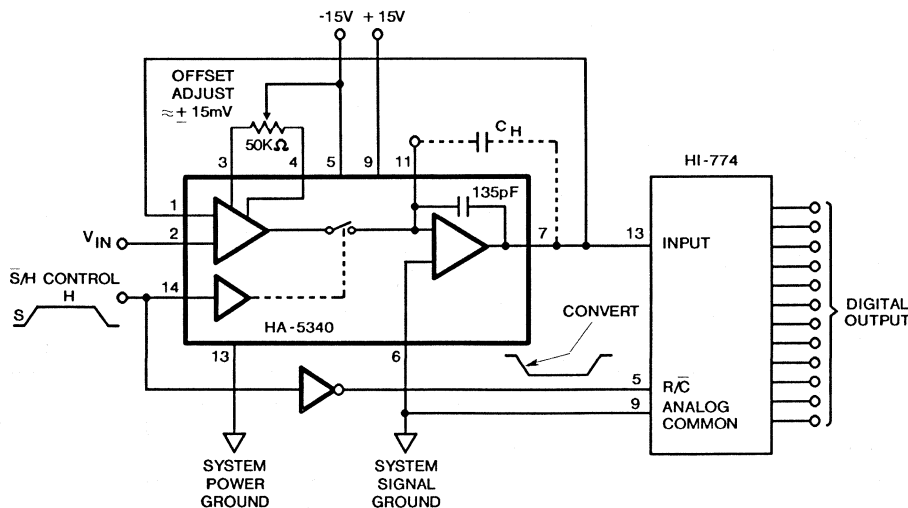 -15V
+ 15V
OFFSET
ADJUST
≈ ± 15mV
50KΩ
3
4
5
9
11
C H
135pF
HI-774
1
V IN
2
7
13
INPUT
S̅/H CONTROL
H
S
14
HA-5340
CONVERT
DIGITAL
OUTPUT
13
6
5
R/C̅
9
ANALOG
COMMON
SYSTEM
POWER
GROUND
SYSTEM
SIGNAL
GROUND